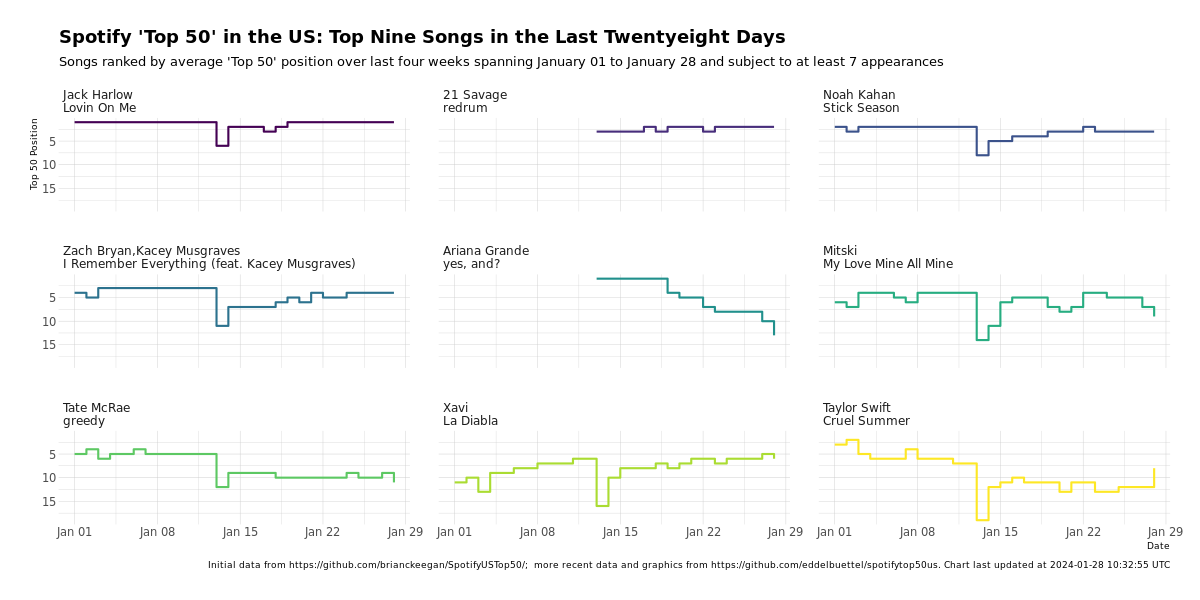 Spotify 'Top 50' in the US: Top Nine Songs in the Last Twentyeight Days
Songs ranked by average 'Top 50' position over last four weeks spanning January 01 to January 28 and subject to at least 7 appearances
Jack Harlow
Lovin On Me
21 Savage
redrum
Noah Kahan
Stick Season
Top 50 Position
5
10
15
Zach Bryan,Kacey Musgraves
I Remember Everything (feat. Kacey Musgraves)
Ariana Grande
yes, and?
Mitski
My Love Mine All Mine
5
10
15
Tate McRae
greedy
Xavi
La Diabla
Taylor Swift
Cruel Summer
5
10
15
Jan 01 Jan 08 Jan 15 Jan 22 Jan 29 Jan 01 Jan 08 Jan 15 Jan 22 Jan 29 Jan 01 Jan 08 Jan 15 Jan 22 Jan 29
Date
Initial data from https://github.com/brianckeegan/SpotifyUSTop50/;  more recent data and graphics from https://github.com/eddelbuettel/spotifytop50us. Chart last updated at 2024-01-28 10:32:55 UTC